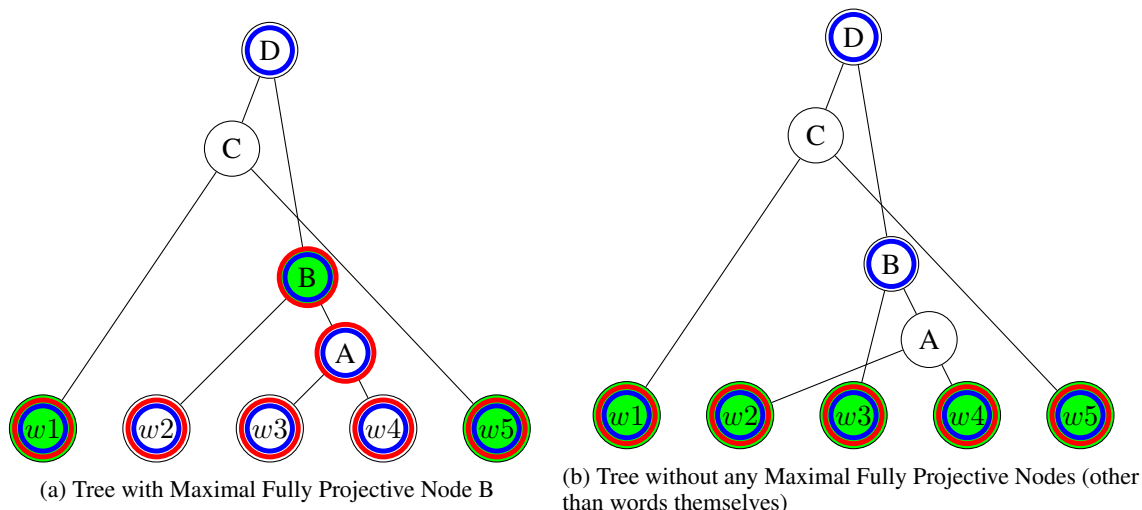 D
C
B
A
w1
w2
w3
w4
w5
(a) Tree with Maximal Fully Projective Node B
D
C
B
A
w1
w2
w3
w4
w5
(b) Tree without any Maximal Fully Projective Nodes (other
than words themselves)